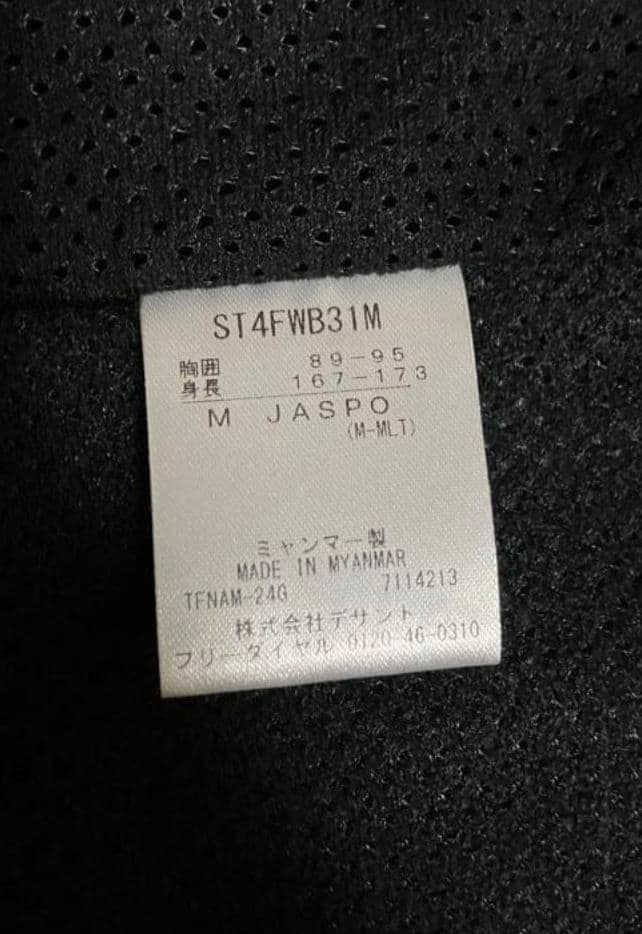 ST4FWB31M
胸囲 89-95
身長 167-173
M JASPO
(M-MLT)
ミャンマー製
MADE IN MYANMAR
TFNAM-24G 7114213
株式会社デサント
フリーダイヤル 0120-46-0310